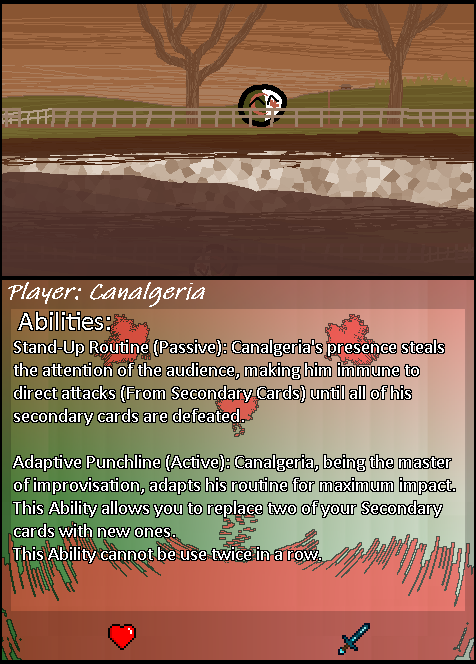 Player: Canalgeria
Abilities:
Stand-Up Routine (Passive): Canalgeria's presence steals
the attention of the audience, making him immune to
direct attacks (From Secondary Cards) until all of his
secondary cards are defeated.
Adaptive Punchline (Active): Canalgeria, being the master
of improvisation, adapts his routine for maximum impact.
This Ability allows you to replace two of your Secondary
cards with new ones.
This Ability cannot be use twice in a row.